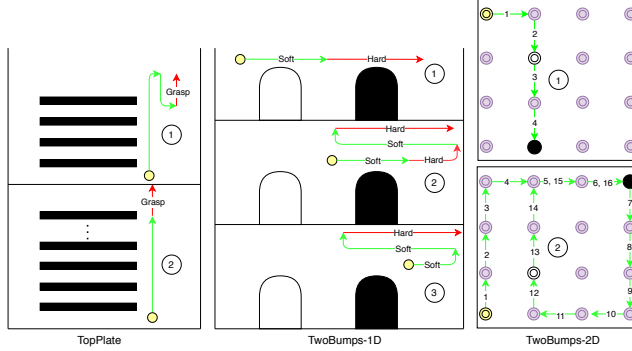 Grasp
1
Grasp
2
TopPlate
Soft
Hard
1
Hard
Soft
Soft
Hard
2
Hard
Soft
Soft
3
TwoBumps-1D
1
2
3
4
1
4
5, 15
6, 16
3
14
7
2
13
2
8
1
12
9
11
10
TwoBumps-2D